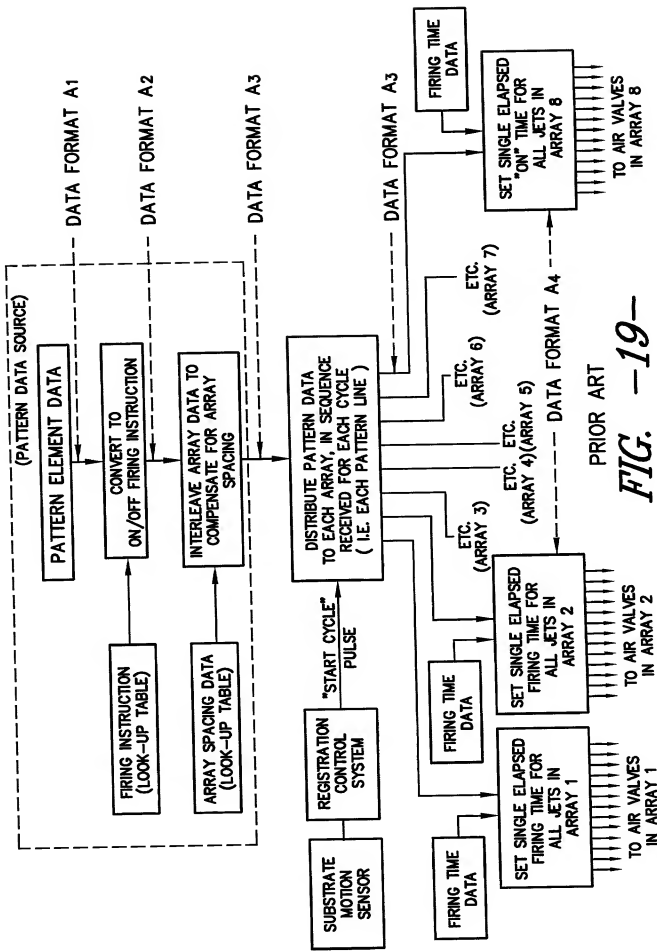 (PATTERN DATA SOURCE)
PATTERN ELEMENT DATA
DATA FORMAT A1
FIRING INSTRUCTION
(LOOK-UP TABLE)
CONVERT TO
ON/OFF FIRING INSTRUCTION
DATA FORMAT A2
ARRAY SPACING DATA
(LOOK-UP TABLE)
INTERLEAVE ARRAY DATA TO
COMPENSATE FOR ARRAY
SPACING
DATA FORMAT A3
SUBSTRATE
MOTION
SENSOR
REGISTRATION
CONTROL
SYSTEM
"START CYCLE"
PULSE
DISTRIBUTE PATTERN DATA
TO EACH ARRAY, IN SEQUENCE
RECEIVED FOR EACH CYCLE
( I.E. EACH PATTERN LINE )
DATA FORMAT A3
FIRING TIME
DATA
SET SINGLE ELAPSED
FIRING TIME FOR
ALL JETS IN
ARRAY 1
TO AIR VALVES
IN ARRAY 1
FIRING TIME
DATA
SET SINGLE ELAPSED
FIRING TIME FOR
ALL JETS IN
ARRAY 2
TO AIR VALVES
IN ARRAY 2
ETC.
(ARRAY 3)
ETC.
(ARRAY 4)
ETC.
(ARRAY 5)
ETC.
(ARRAY 6)
ETC.
(ARRAY 7)
FIRING TIME
DATA
SET SINGLE ELAPSED
"ON" TIME FOR
ALL JETS IN
ARRAY 8
TO AIR VALVES
IN ARRAY 8
DATA FORMAT A4
PRIOR ART
FIG. -19-